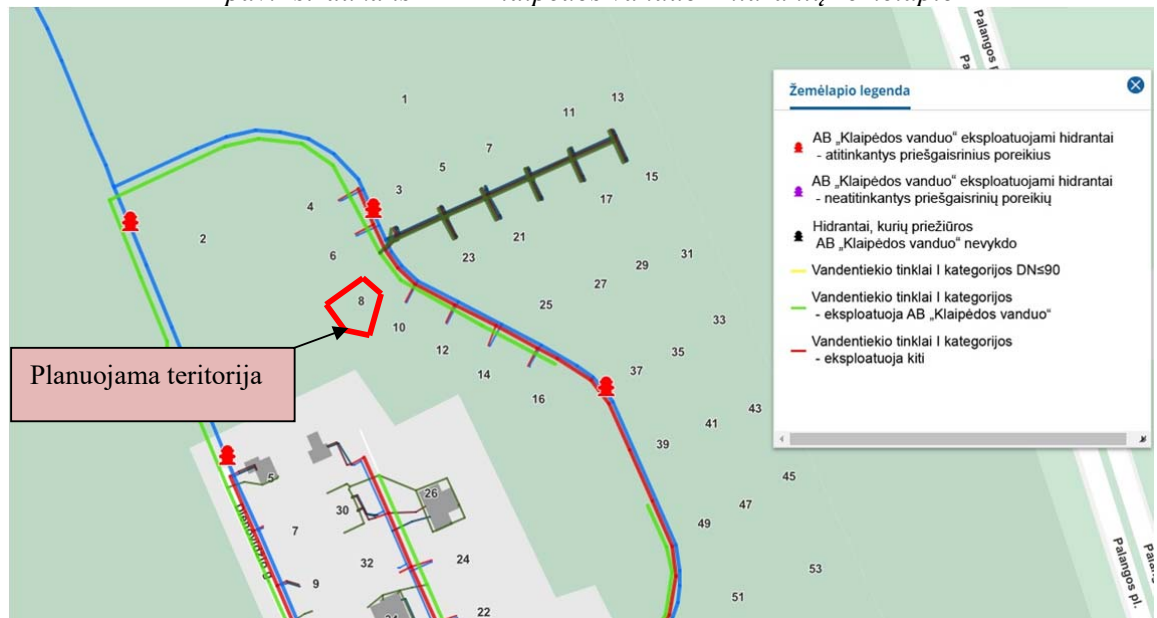 Palangos p
Pa
Žemėlapio legenda
AB „Klaipėdos vanduo“ eksploatuojami hidrantai
- atitinkantys priešgaisrinius poreikius
AB „Klaipėdos vanduo“ eksploatuojami hidrantai
- neatitinkantys priešgaisrinių poreikių
Hidrantai, kurių priežiūros
AB „Klaipėdos vanduo“ nevykdo
Vandentiekio tinklai I kategorijos DN≤90
Vandentiekio tinklai I kategorijos
- eksploatuoja AB „Klaipėdos vanduo“
Vandentiekio tinklai I kategorijos
- eksploatuoja kiti
1
13
11
7
5
3
15
17
4
2
21
6
23
31
29
27
8
25
10
33
12
35
14
37
16
Planuojama teritorija
43
41
39
45
5
26
47
30
49
7
32
24
9
53
51
22
24
Palangos pl.
Palang